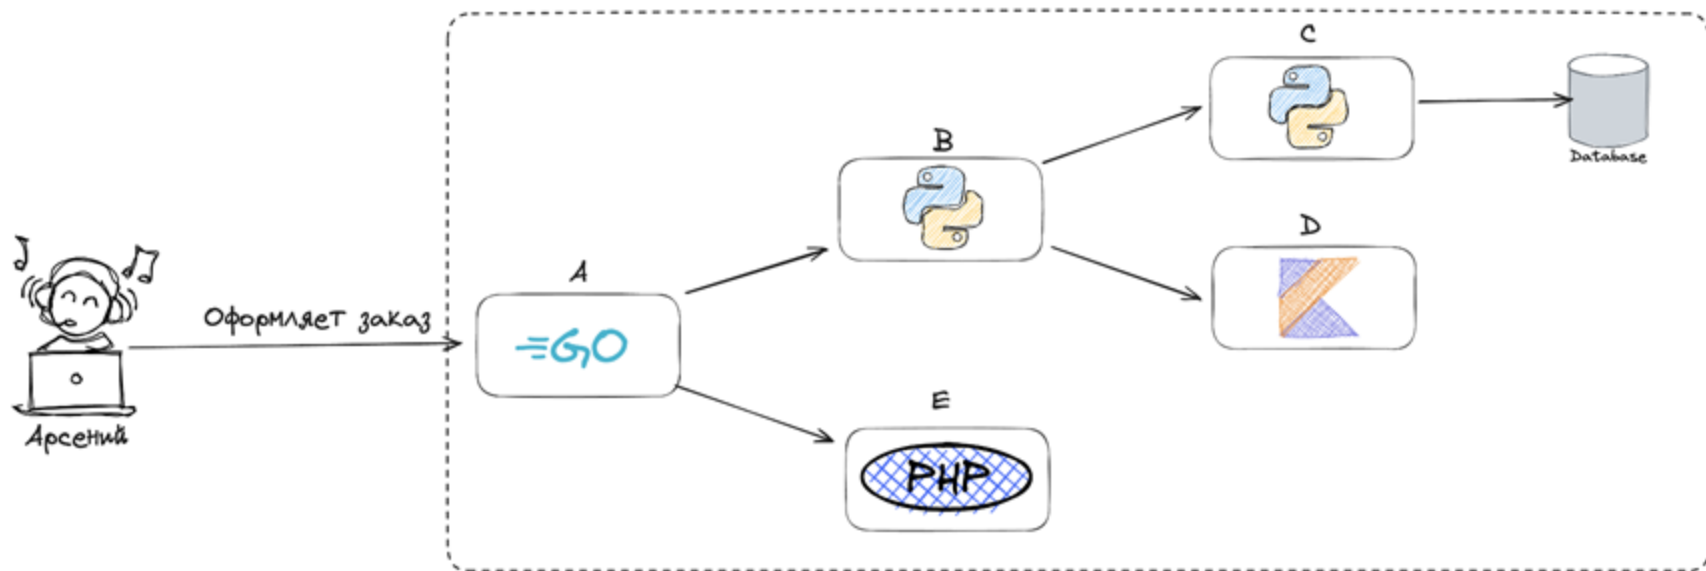 C
Database
B
D
A
GO
Оформляет заказ
Арсений
E
PHP